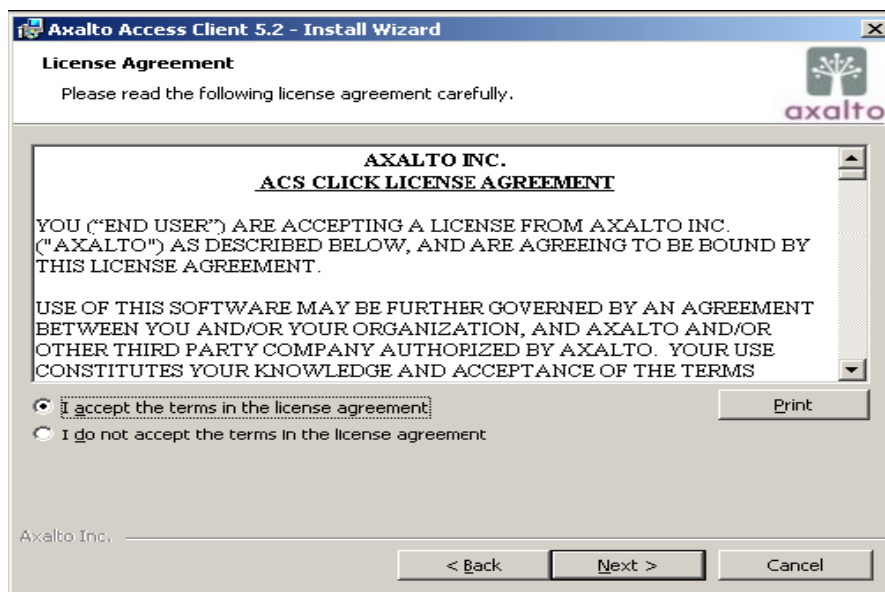 Axalto Access Client 5.2 - Install Wizard
License Agreement
Please read the following license agreement carefully.
axalto
AXALTO INC.
ACS CLICK LICENSE AGREEMENT
YOU (“END USER”) ARE ACCEPTING A LICENSE FROM AXALTO INC.
("AXALTO") AS DESCRIBED BELOW, AND ARE AGREEING TO BE BOUND BY
THIS LICENSE AGREEMENT.
USE OF THIS SOFTWARE MAY BE FURTHER GOVERNED BY AN AGREEMENT
BETWEEN YOU AND/OR YOUR ORGANIZATION, AND AXALTO AND/OR
OTHER THIRD PARTY COMPANY AUTHORIZED BY AXALTO.  YOUR USE
CONSTITUTES YOUR KNOWLEDGE AND ACCEPTANCE OF THE TERMS
I accept the terms in the license agreement
Print
I do not accept the terms in the license agreement
Axalto Inc.
< Back
Next >
Cancel